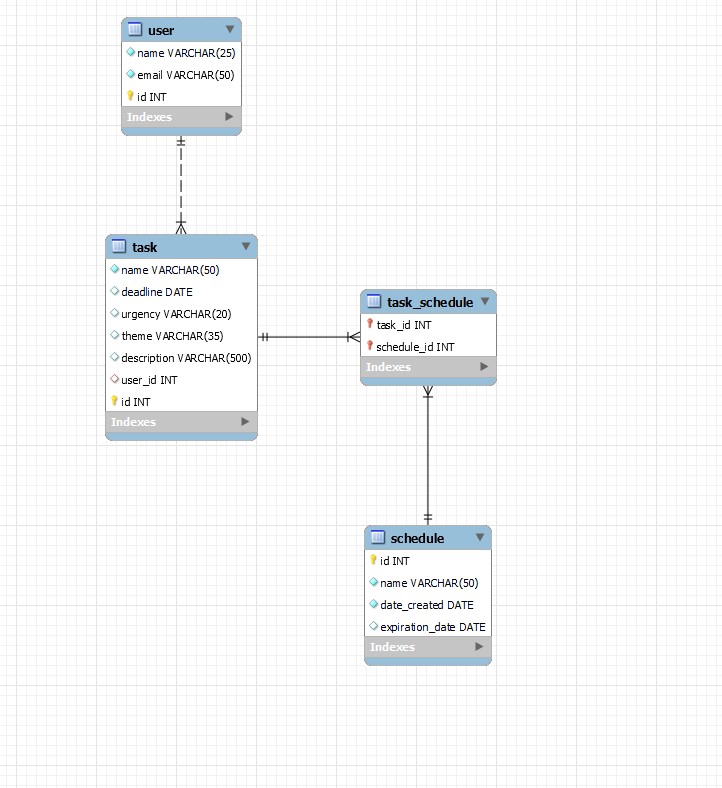 user
name VARCHAR(25)
email VARCHAR(50)
id INT
Indexes
task
name VARCHAR(50)
deadline DATE
urgency VARCHAR(20)
theme VARCHAR(35)
description VARCHAR(500)
user_id INT
id INT
Indexes
task_schedule
task_id INT
schedule_id INT
Indexes
schedule
id INT
name VARCHAR(50)
date_created DATE
expiration_date DATE
Indexes